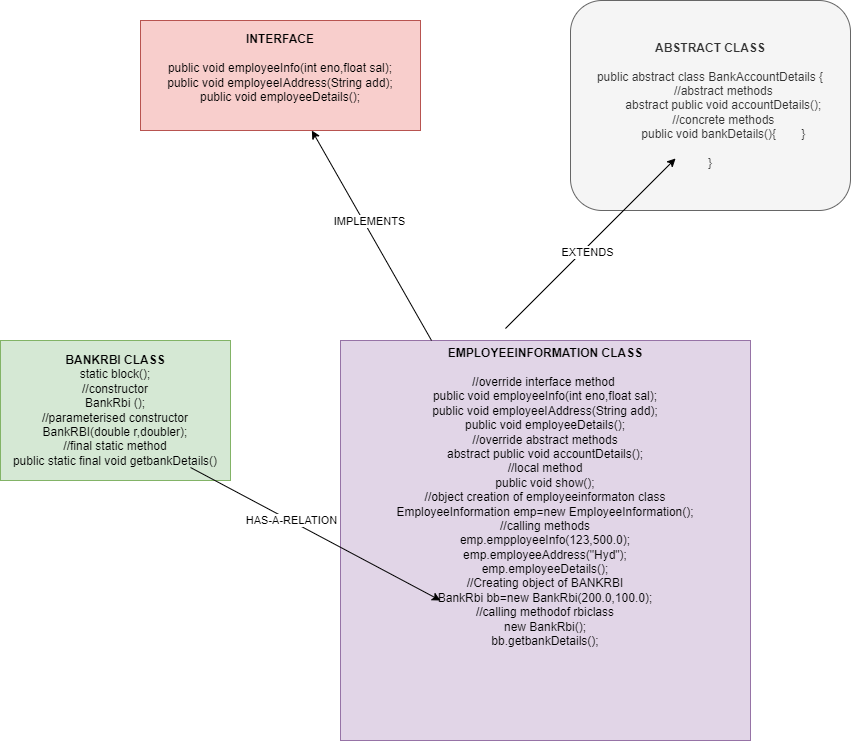 INTERFACE
public void employeeInfo(int eno,float sal);
public void employeeIAddress(String add);
public void employeeDetails();
ABSTRACT CLASS
public abstract class BankAccountDetails {
//abstract methods
abstract public void accountDetails();
//concrete methods
public void bankDetails(){ }
}
IMPLEMENTS
EXTENDS
BANKRBI CLASS
static block();
//constructor
BankRbi ();
//parameterised constructor
BankRBI(double r,doubler);
//final static method
public static final void getbankDetails()
HAS-A-RELATION
EMPLOYEEINFORMATION CLASS
//override interface method
public void employeeInfo(int eno,float sal);
public void employeeIAddress(String add);
public void employeeDetails();
//override abstract methods
abstract public void accountDetails();
//local method
public void show();
//object creation of employeeinformaton class
EmployeeInformation emp=new EmployeeInformation();
//calling methods
emp.empployeeInfo(123,500.0);
emp.employeeAddress("Hyd");
emp.employeeDetails();
//Creating object of BANKRBI
BankRbi bb=new BankRbi(200.0,100.0);
//calling methodof rbiclass
new BankRbi();
bb.getbankDetails();